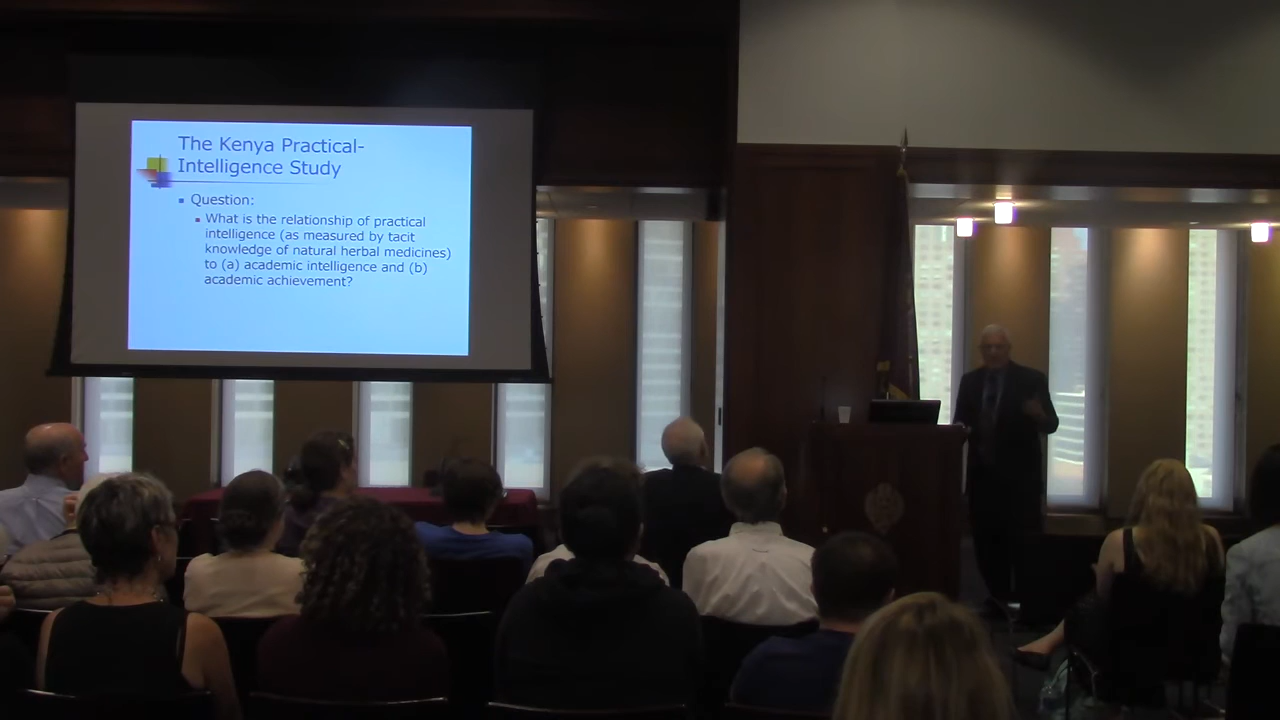 The Kenya Practical-
Intelligence Study
Question:
What is the relationship of practical
intelligence (as measured by tacit
knowledge of natural herbal medicines)
to (a) academic intelligence and (b)
academic achievement?